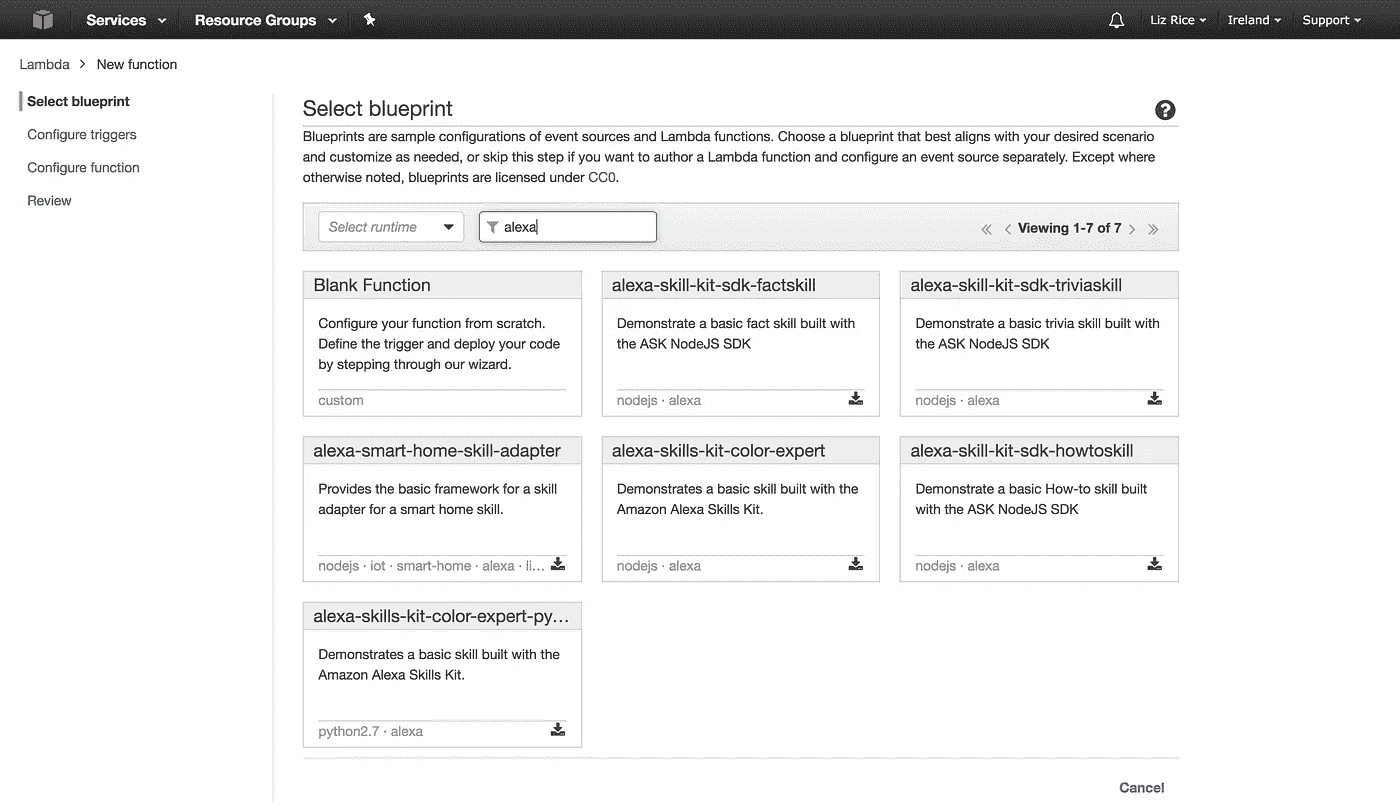 Services
Resource Groups
Liz Rice
Ireland
Support
Lambda > New function
Select blueprint
Configure triggers
Configure function
Review
Select blueprint
Blueprints are sample configurations of event sources and Lambda functions. Choose a blueprint that best aligns with your desired scenario
and customize as needed, or skip this step if you want to author a Lambda function and configure an event source separately. Except where
otherwise noted, blueprints are licensed under CC0.
Select runtime
alexa
« < Viewing 1-7 of 7 > »
Blank Function
Configure your function from scratch.
Define the trigger and deploy your code
by stepping through our wizard.
custom
alexa-skill-kit-sdk-factskill
Demonstrate a basic fact skill built with
the ASK NodeJS SDK
nodejs · alexa
alexa-skill-kit-sdk-triviaskill
Demonstrate a basic trivia skill built with
the ASK NodeJS SDK
nodejs · alexa
alexa-smart-home-skill-adapter
Provides the basic framework for a skill
adapter for a smart home skill.
nodejs · iot · smart-home · alexa · li...
alexa-skills-kit-color-expert
Demonstrates a basic skill built with the
Amazon Alexa Skills Kit.
nodejs · alexa
alexa-skill-kit-sdk-howtoskill
Demonstrate a basic How-to skill built
with the ASK NodeJS SDK
nodejs · alexa
alexa-skills-kit-color-expert-py...
Demonstrates a basic skill built with the
Amazon Alexa Skills Kit.
python2.7 · alexa
Cancel